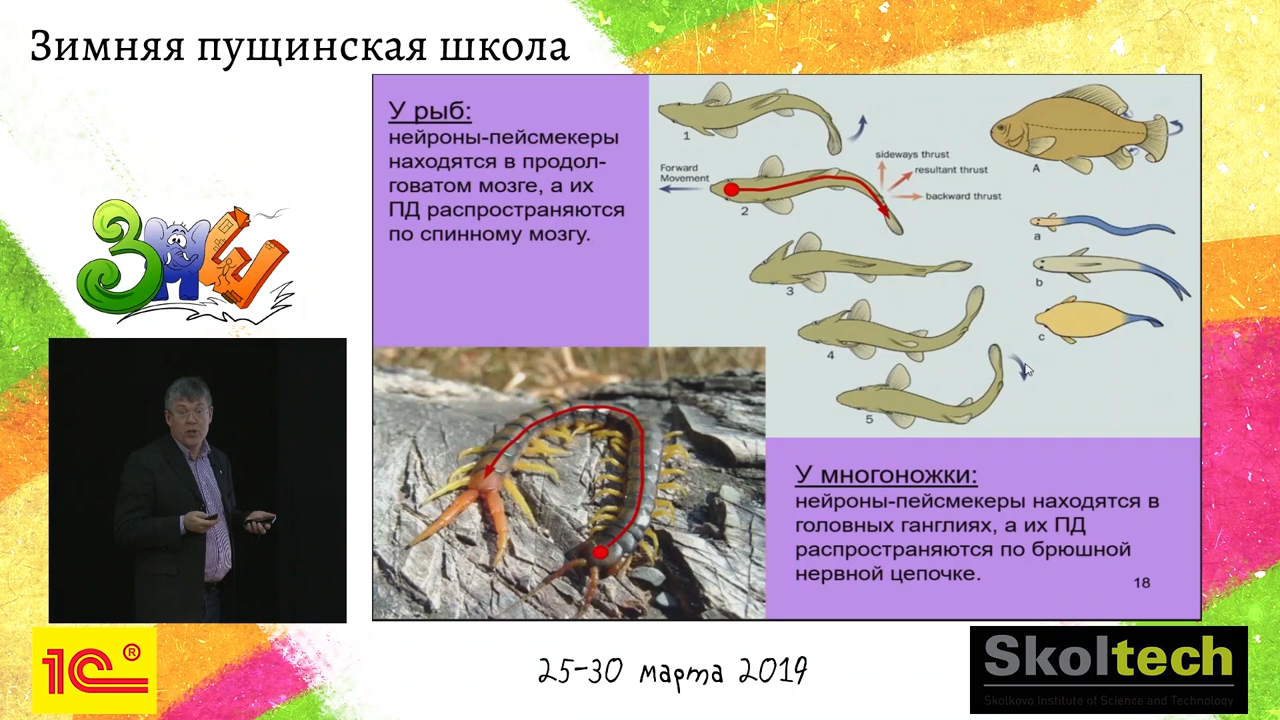 Зимняя пущинская школа
У рыб:
нейроны-пейсмекеры
находятся в продол-
говатом мозге, а их
ПД распространяются
по спинному мозгу.
1
Forward
Movement
2
sideways thrust
resultant thrust
backward thrust
3
4
5
A
a
b
c
У многоножки:
нейроны-пейсмекеры находятся в
головных ганглиях, а их ПД
распространяются по брюшной
нервной цепочке.
18
ЗПШ
1С®
25-30 марта 2019
Skoltech
Skolkovo Institute of Science and Technology